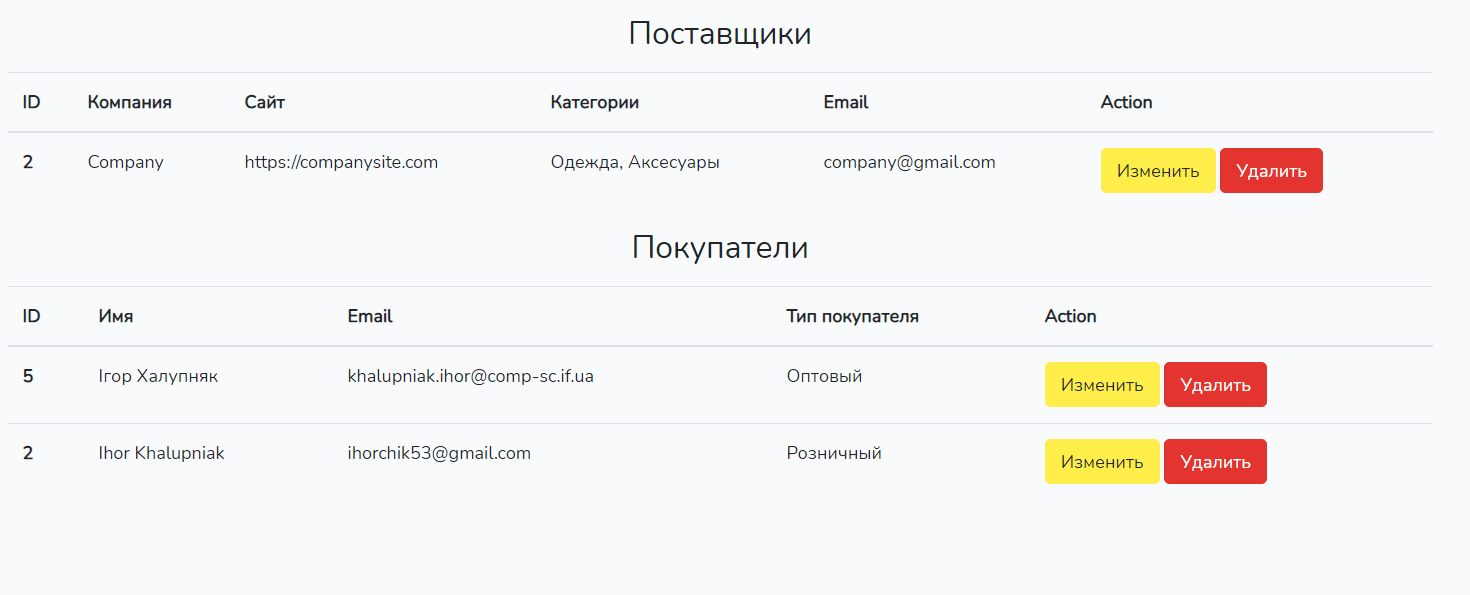 Поставщики
ID Компания Сайт Категории Email Action
2 Company https://companysite.com Одежда, Аксесуары company@gmail.com Изменить Удалить
Покупатели
ID Имя Email Тип покупателя Action
5 Ігор Халупняк khalupniak.ihor@comp-sc.if.ua Оптовый Изменить Удалить
2 Ihor Khalupniak ihorchik53@gmail.com Розничный Изменить Удалить